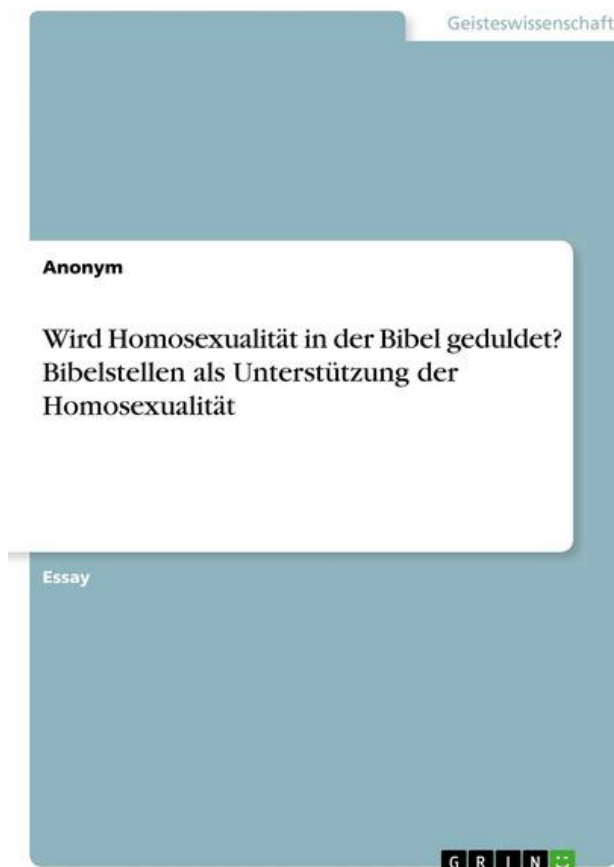 Geisteswissenschaft
Anonym
Wird Homosexualität in der Bibel geduldet?
Bibelstellen als Unterstützung der
Homosexualität
Essay
GRIN